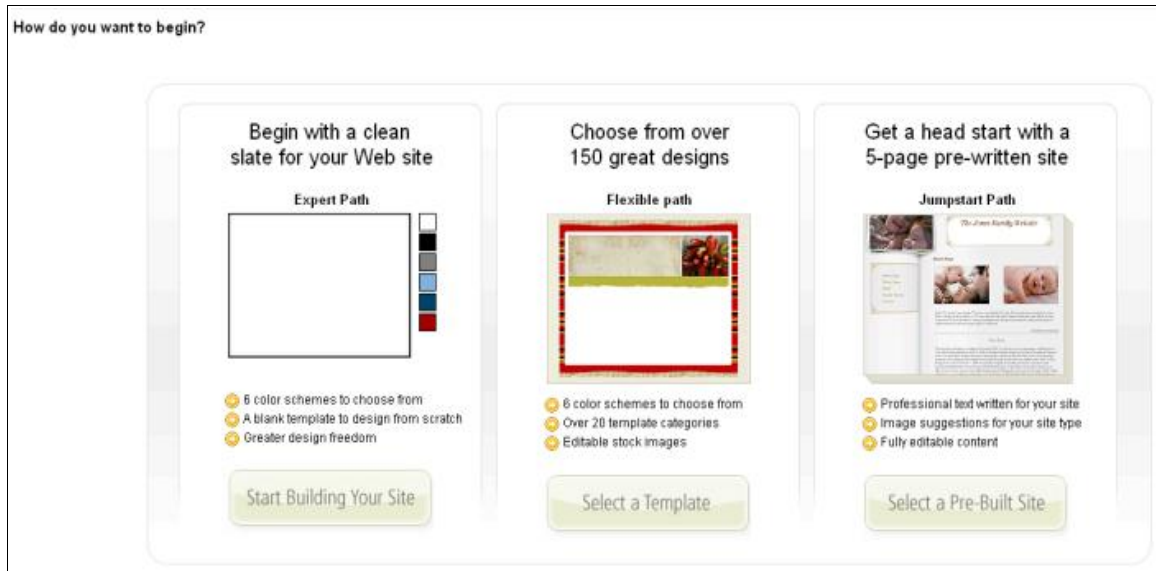 How do you want to begin?
Begin with a clean
slate for your Web site
Expert Path
6 color schemes to choose from
A blank template to design from scratch
Greater design freedom
Start Building Your Site
Choose from over
150 great designs
Flexible path
6 color schemes to choose from
Over 20 template categories
Editable stock images
Select a Template
Get a head start with a
5-page pre-written site
Jumpstart Path
The Jones Family Website
Professional text written for your site
Image suggestions for your site type
Fully editable content
Select a Pre-Built Site